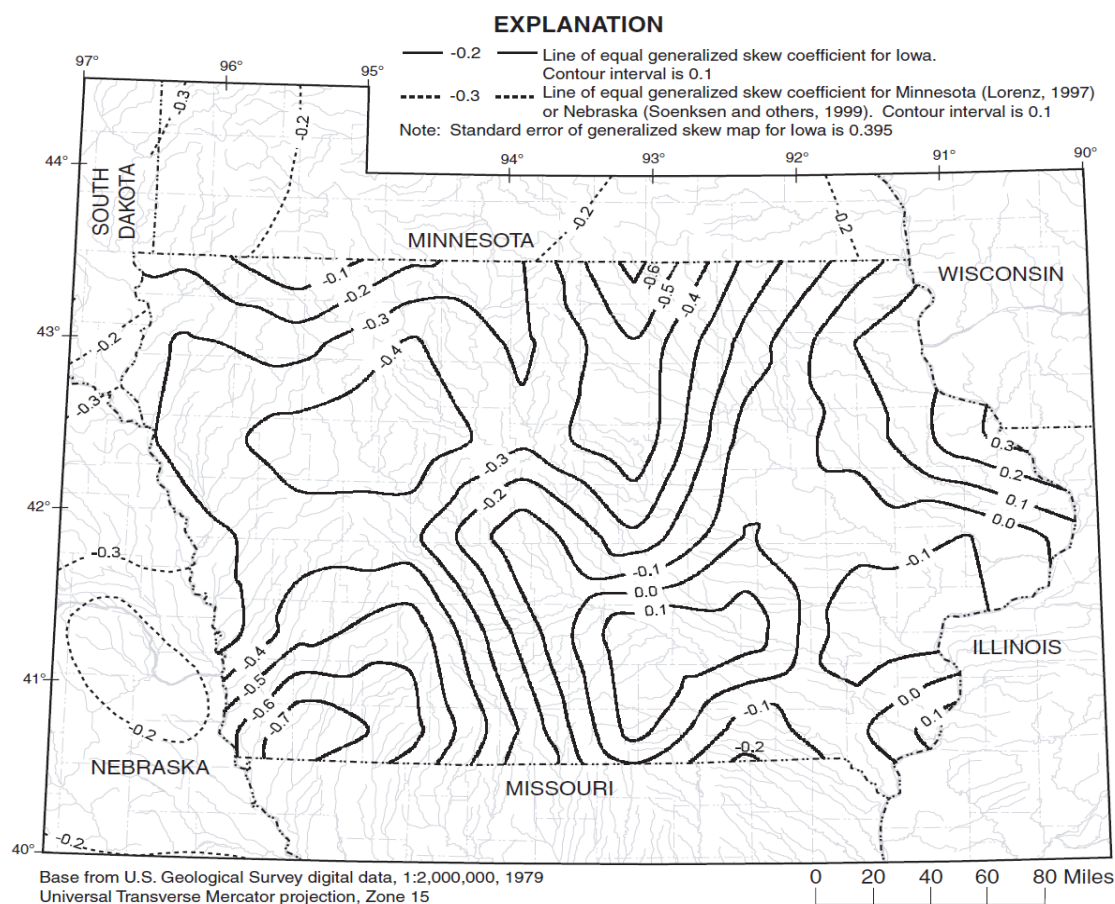 EXPLANATION
-0.2 Line of equal generalized skew coefficient for Iowa.
Contour interval is 0.1
-0.3 Line of equal generalized skew coefficient for Minnesota (Lorenz, 1997)
or Nebraska (Soenksen and others, 1999). Contour interval is 0.1
Note: Standard error of generalized skew map for Iowa is 0.395
97°
96°
95°
-0.3
-0.2
94°
93°
92°
91°
90°
44°
SOUTH
DAKOTA
-0.2
-0.2
MINNESOTA
WISCONSIN
-0.1
-0.2
-0.3
-0.4
-0.6
-0.5
-0.4
43°
-0.2
-0.3
0.3
0.2
0.1
0.0
-0.3
-0.2
42°
-0.3
-0.1
0.0
0.1
-0.1
ILLINOIS
41°
-0.4
-0.5
-0.6
-0.7
-0.2
0.0
0.1
-0.1
-0.2
NEBRASKA
MISSOURI
-0.2
40°
Base from U.S. Geological Survey digital data, 1:2,000,000, 1979
Universal Transverse Mercator projection, Zone 15
0 20 40 60 80 Miles